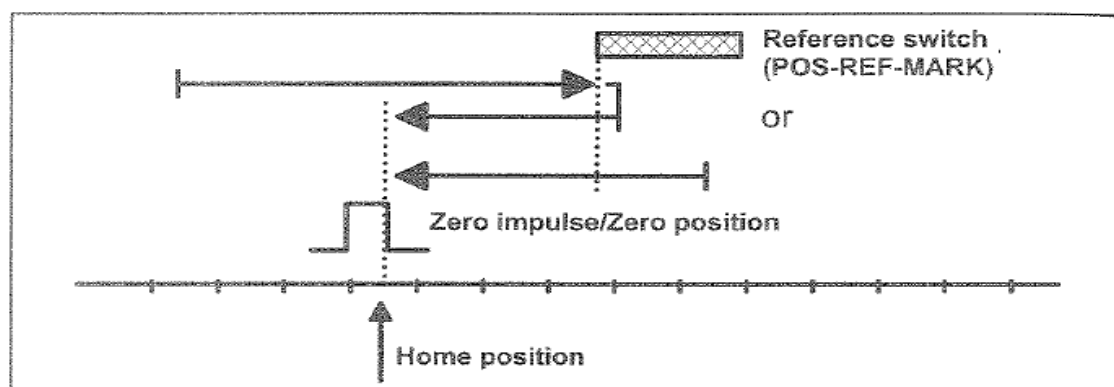 Reference switch
(POS-REF-MARK)
or
Zero impulse/Zero position
Home position